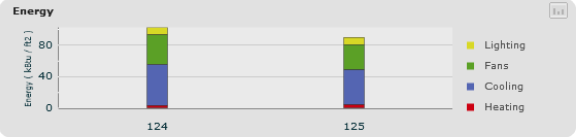 Energy
Energy ( kbtu / ft2 )
80
40
0
124
125
Lighting
Fans
Cooling
Heating